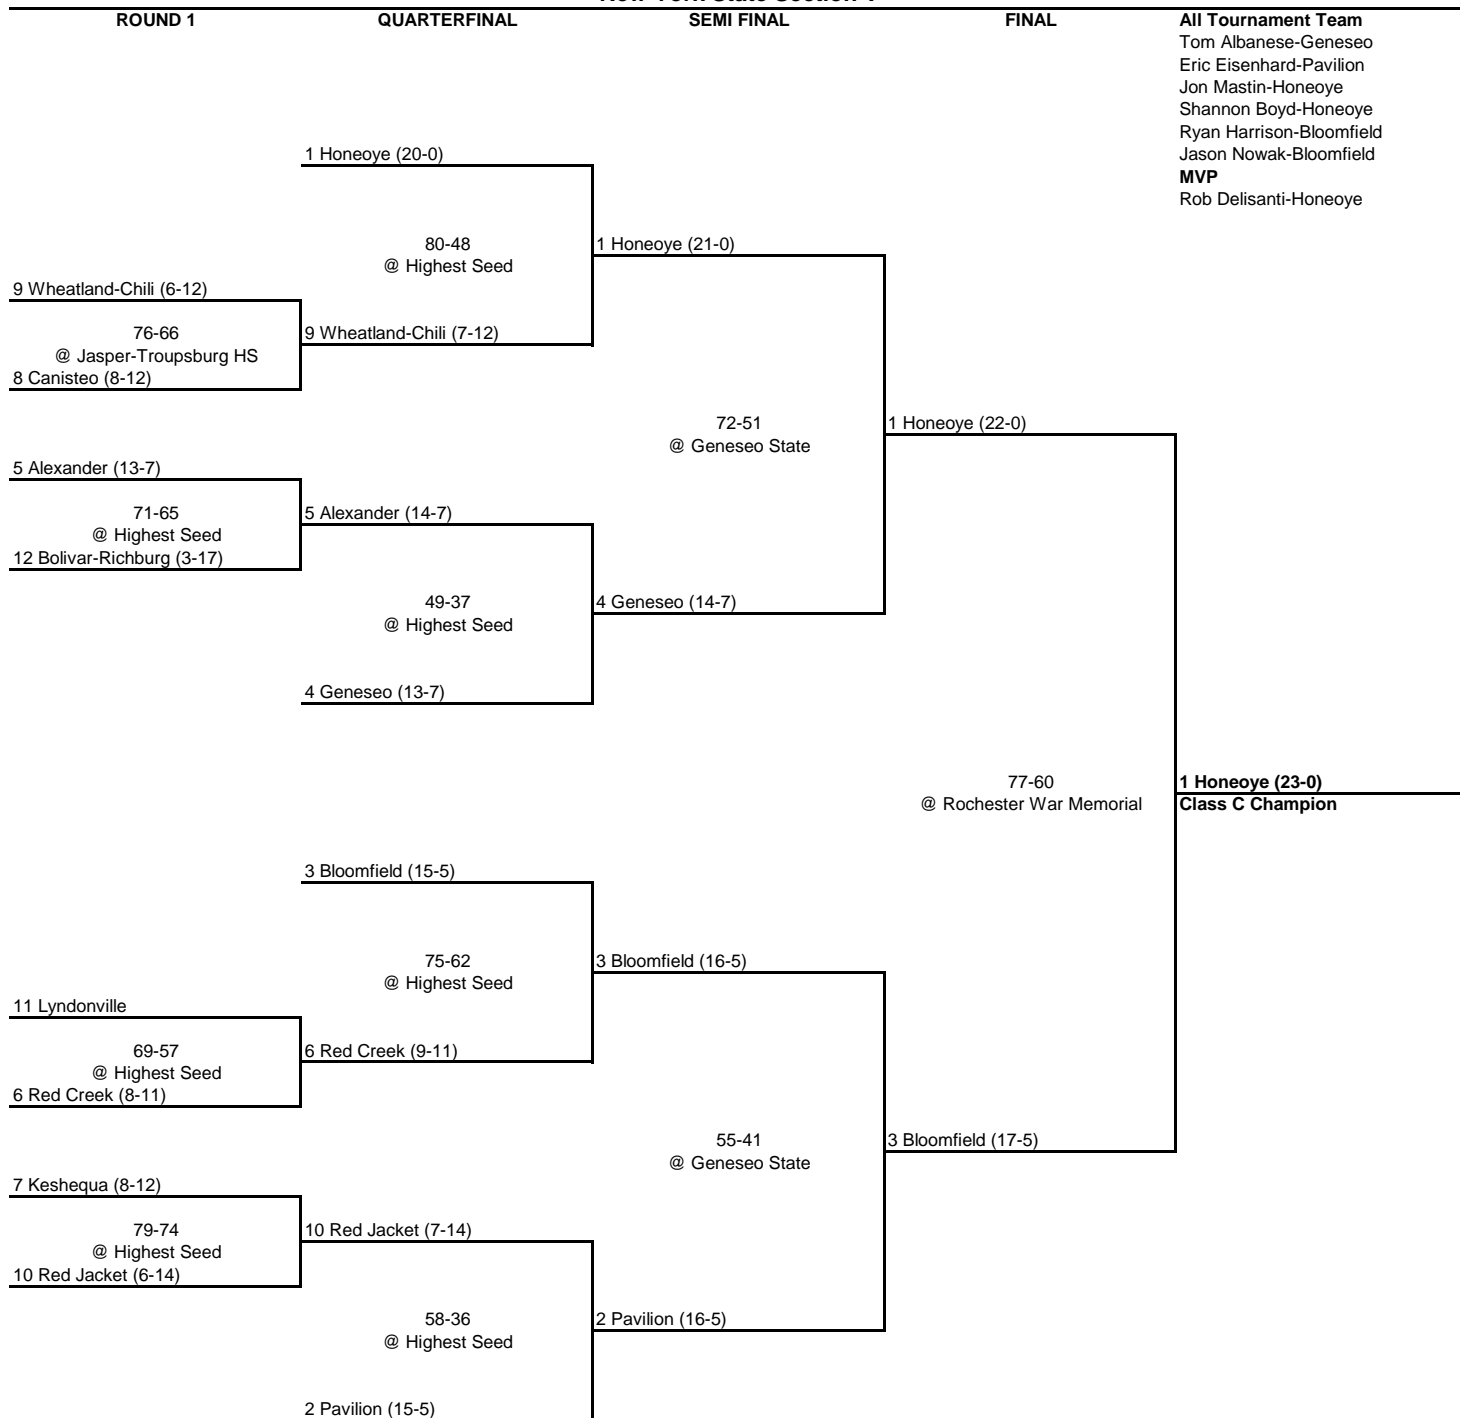 ROUND 1 QUARTERFINAL SEMI FINAL FINAL All Tournament Team
Tom Albanese-Geneseo
Eric Eisenhard-Pavilion
Jon Mastin-Honeoye
Shannon Boyd-Honeoye
Ryan Harrison-Bloomfield
1 Honeoye (20-0) Jason Nowak-Bloomfield
MVP
Rob Delisanti-Honeoye
80-48 1 Honeoye (21-0)
@ Highest Seed
9 Wheatland-Chili (6-12)
76-66 9 Wheatland-Chili (7-12)
@ Jasper-Troupsburg HS
8 Canisteo (8-12)
72-51 1 Honeoye (22-0)
@ Geneseo State
5 Alexander (13-7)
71-65 5 Alexander (14-7)
@ Highest Seed
12 Bolivar-Richburg (3-17)
49-37 4 Geneseo (14-7)
@ Highest Seed
4 Geneseo (13-7)
77-60 1 Honeoye (23-0)
@ Rochester War Memorial Class C Champion
3 Bloomfield (15-5)
75-62 3 Bloomfield (16-5)
@ Highest Seed
11 Lyndonville
69-57 6 Red Creek (9-11)
@ Highest Seed
6 Red Creek (8-11)
55-41 3 Bloomfield (17-5)
@ Geneseo State
7 Keshequa (8-12)
79-74 10 Red Jacket (7-14)
@ Highest Seed
10 Red Jacket (6-14)
58-36 2 Pavilion (16-5)
@ Highest Seed
2 Pavilion (15-5)